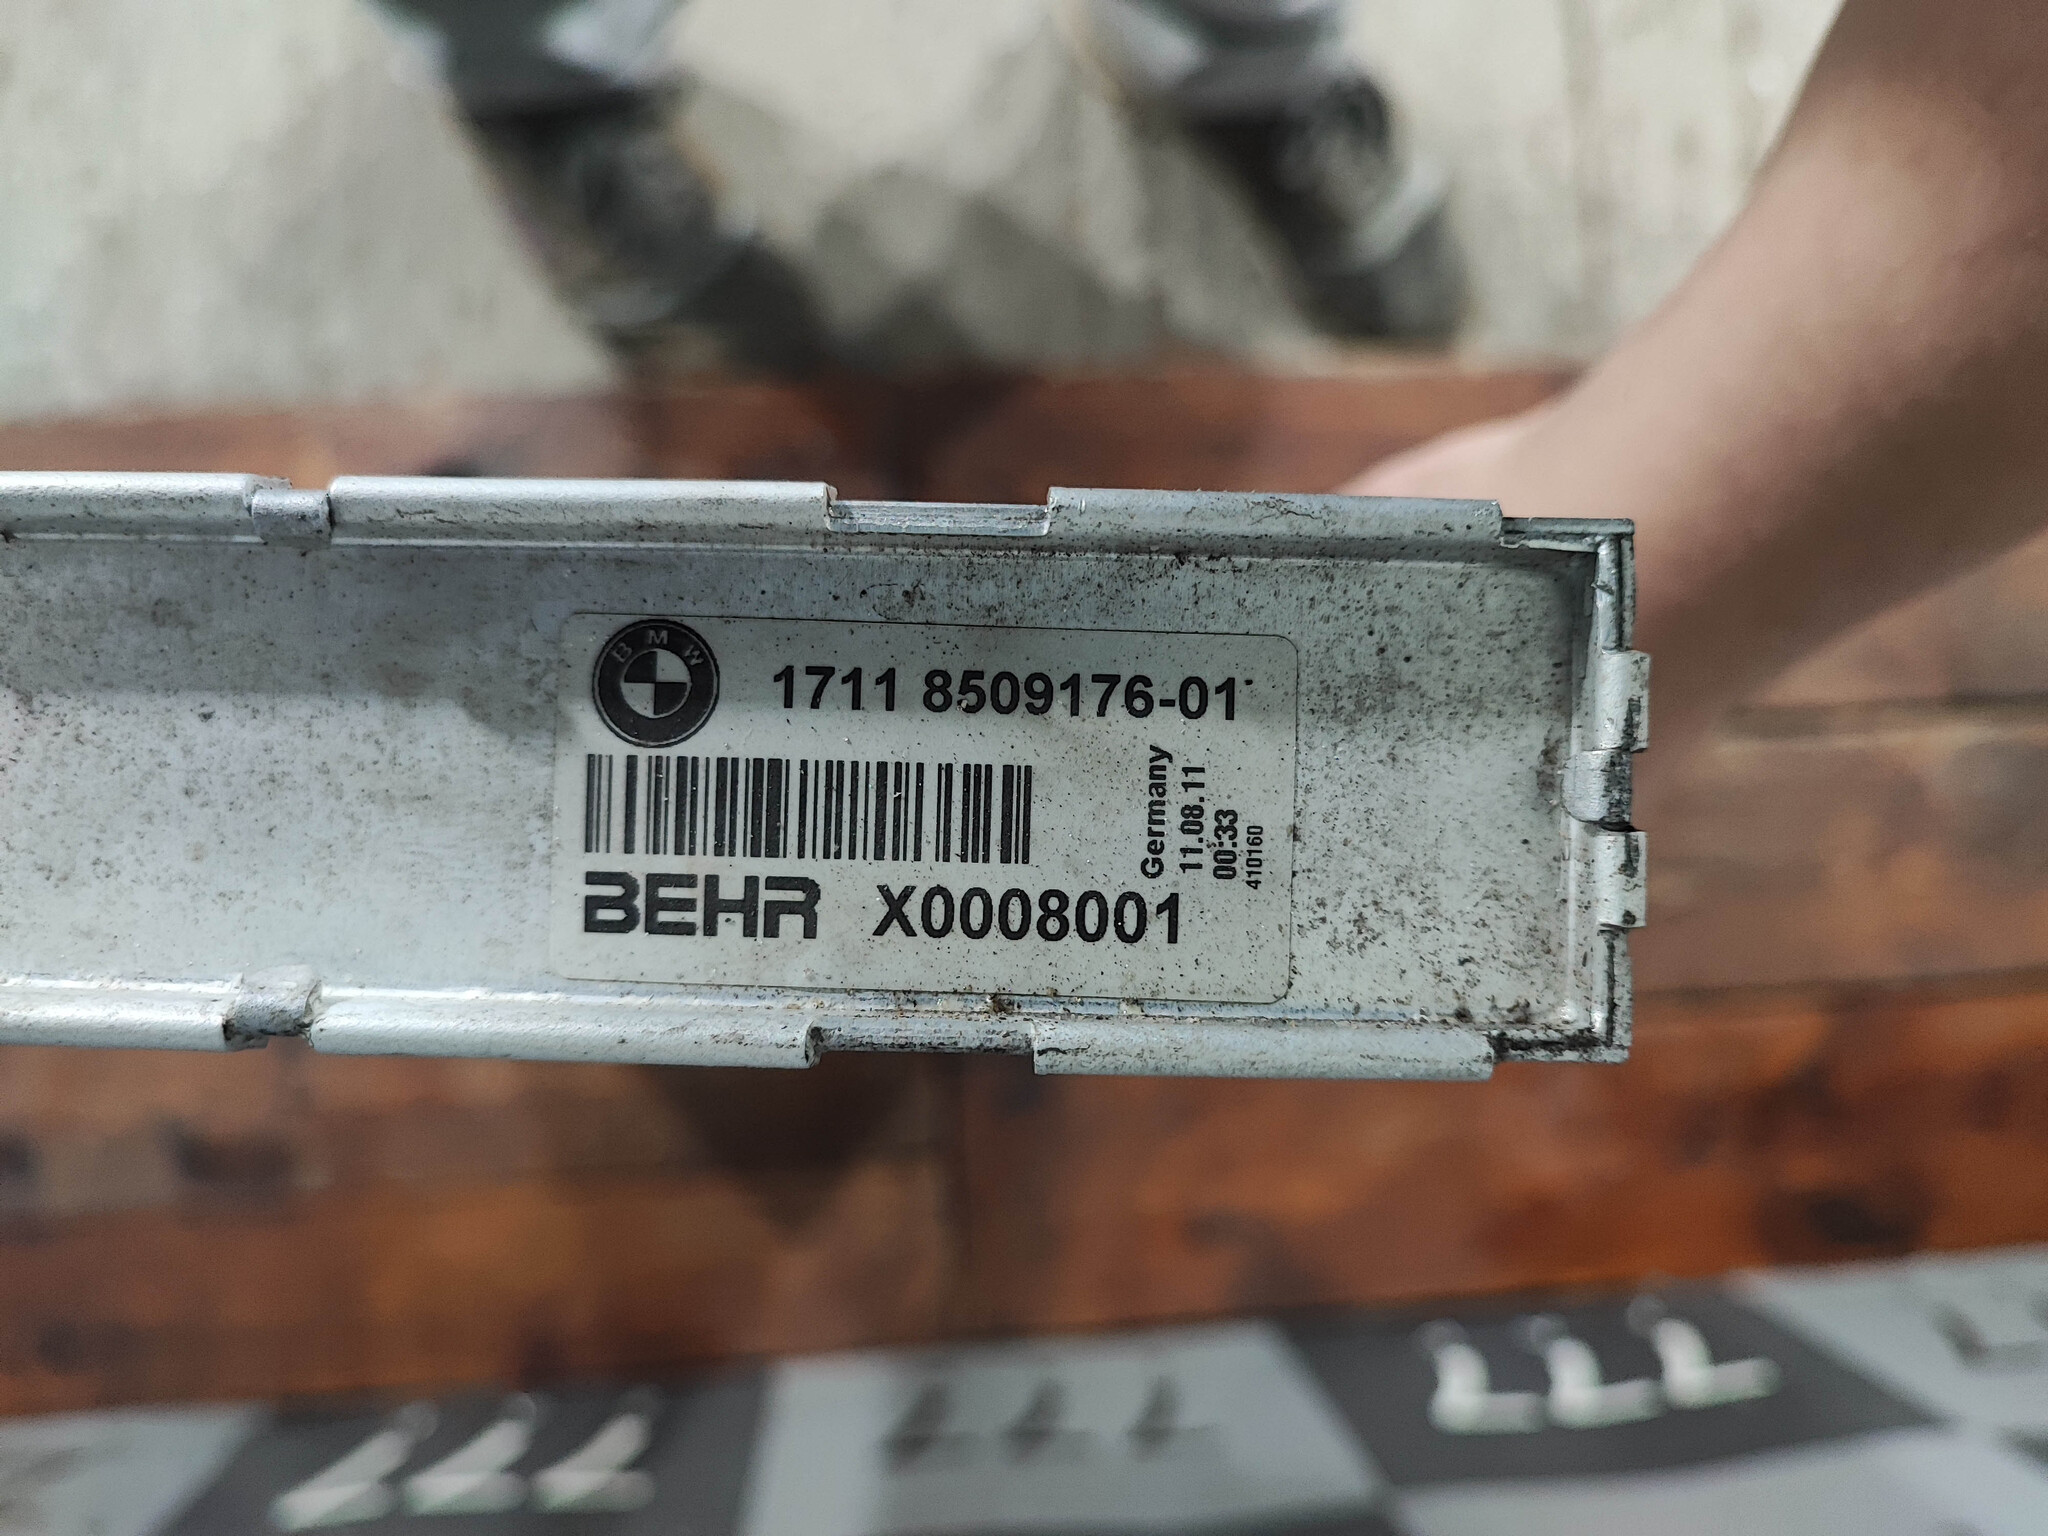 BMW
1711 8509176-01
Germany
11.08.11
00:33
410160
BEHR X0008001